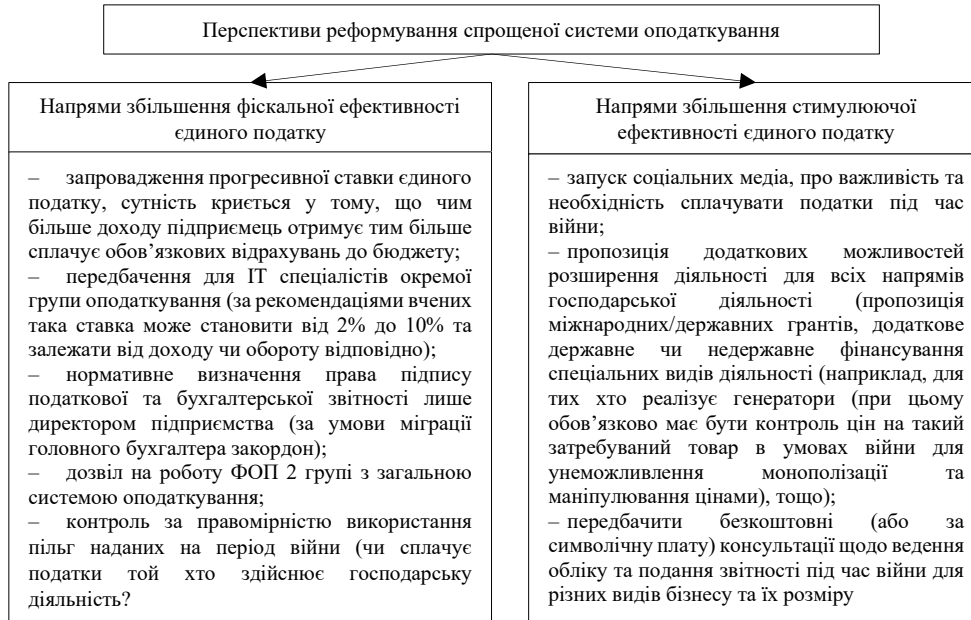 Перспективи реформування спрощеної системи оподаткування
Напрями збільшення фіскальної ефективності
єдиного податку
– запровадження прогресивної ставки єдиного
податку, сутність криється у тому, що чим
більше доходу підприємець отримує тим більше
сплачує обов’язкових відрахувань до бюджету;
– передбачення для ІТ спеціалістів окремої
групи оподаткування (за рекомендаціями вчених
така ставка може становити від 2% до 10% та
залежати від доходу чи обороту відповідно);
– нормативне визначення права підпису
податкової та бухгалтерської звітності лише
директором підприємства (за умови міграції
головного бухгалтера закордон);
– дозвіл на роботу ФОП 2 групі з загальною
системою оподаткування;
– контроль за правомірністю використання
пільг наданих на період війни (чи сплачує
податки той хто здійснює господарську
діяльність?
Напрями збільшення стимулюючої
ефективності єдиного податку
– запуск соціальних медіа, про важливість та
необхідність сплачувати податки під час
війни;
– пропозиція додаткових можливостей
розширення діяльності для всіх напрямів
господарської діяльності (пропозиція
міжнародних/державних грантів, додаткове
державне чи недержавне фінансування
спеціальних видів діяльності (наприклад, для
тих хто реалізує генератори (при цьому
обов’язково має бути контроль цін на такий
затребуваний товар в умовах війни для
унеможливлення монополізації та
маніпулювання цінами), тощо);
– передбачити безкоштовні (або за
символічну плату) консультації щодо ведення
обліку та подання звітності під час війни для
різних видів бізнесу та їх розміру